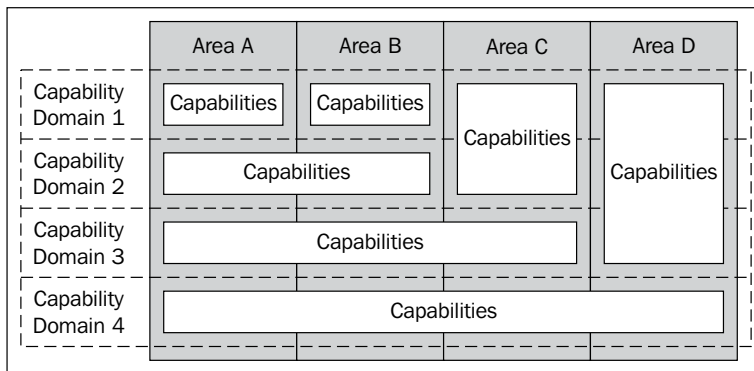 Area A
Area B
Area C
Area D
Capability
Domain 1
Capabilities
Capabilities
Capabilities
Capabilities
Capability
Domain 2
Capabilities
Capability
Domain 3
Capabilities
Capability
Domain 4
Capabilities